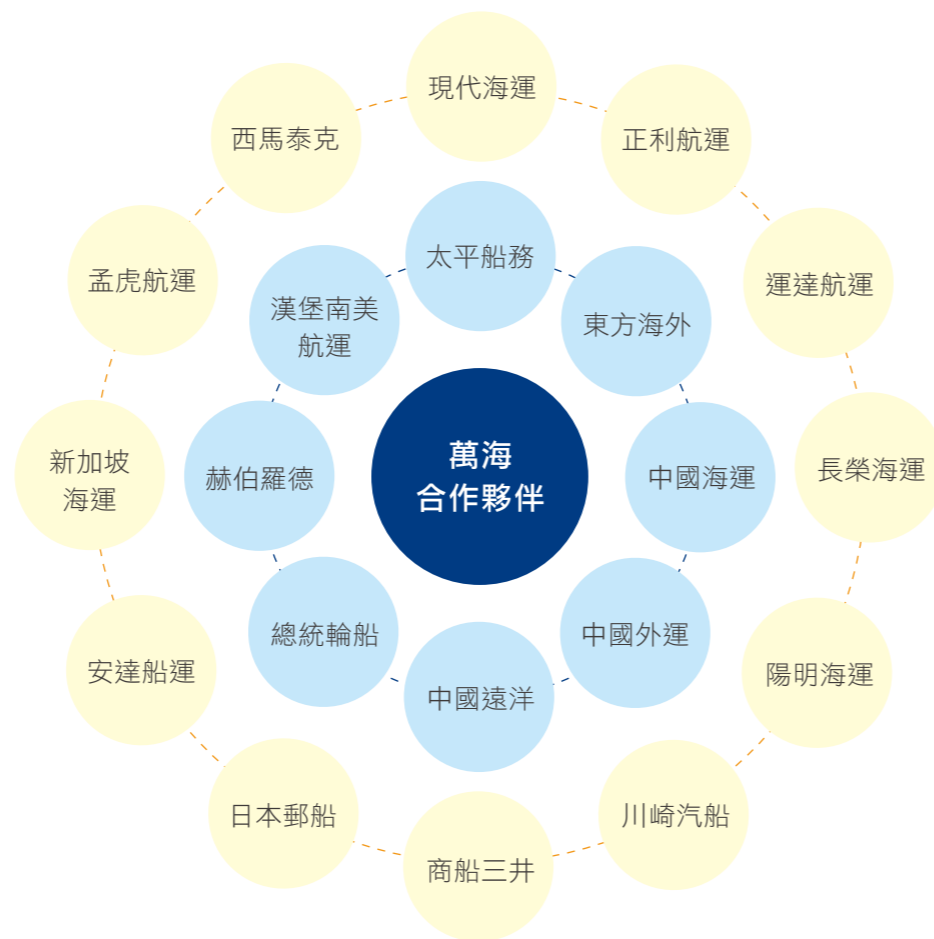 現代海運
西馬泰克
正利航運
孟虎航運
太平船務
運達航運
漢堡南美
航運
東方海外
新加坡
海運
赫伯羅德
萬海
合作夥伴
中國海運
長榮海運
安達船運
總統輪船
中國遠洋
中國外運
陽明海運
日本郵船
商船三井
川崎汽船